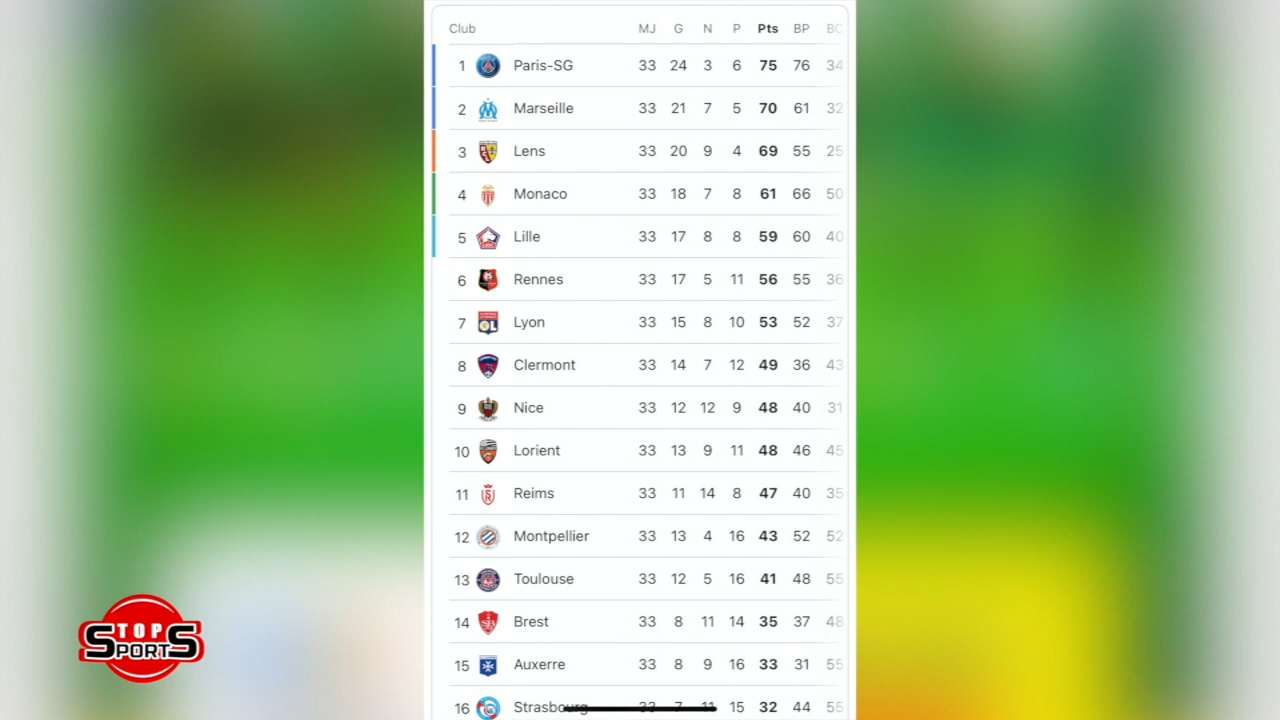 Club MJ G N P Pts BP BC
1 Paris-SG 33 24 3 6 75 76 34
2 Marseille 33 21 7 5 70 61 32
3 Lens 33 20 9 4 69 55 25
4 Monaco 33 18 7 8 61 66 50
5 Lille 33 17 8 8 59 60 40
6 Rennes 33 17 5 11 56 55 36
7 Lyon 33 15 8 10 53 52 37
8 Clermont 33 14 7 12 49 36 43
9 Nice 33 12 12 9 48 40 31
10 Lorient 33 13 9 11 48 46 45
11 Reims 33 11 14 8 47 40 35
12 Montpellier 33 13 4 16 43 52 52
13 Toulouse 33 12 5 16 41 48 55
14 Brest 33 8 11 14 35 37 48
15 Auxerre 33 8 9 16 33 31 55
16 Strasbourg 33 7 11 15 32 44 55
STOP
SPORTS